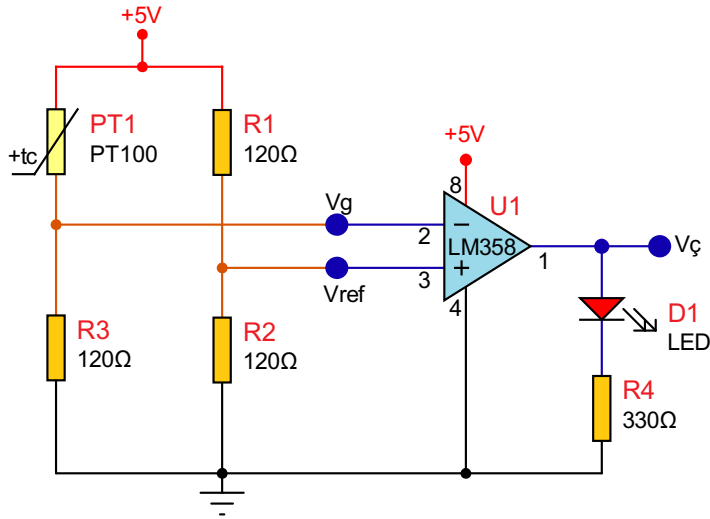 +5V
PT1
PT100
+tc
R1
120Ω
+5V
Vg
8
U1
2
−
LM358
3
+
1
Vç
Vref
4
R3
120Ω
R2
120Ω
D1
LED
R4
330Ω